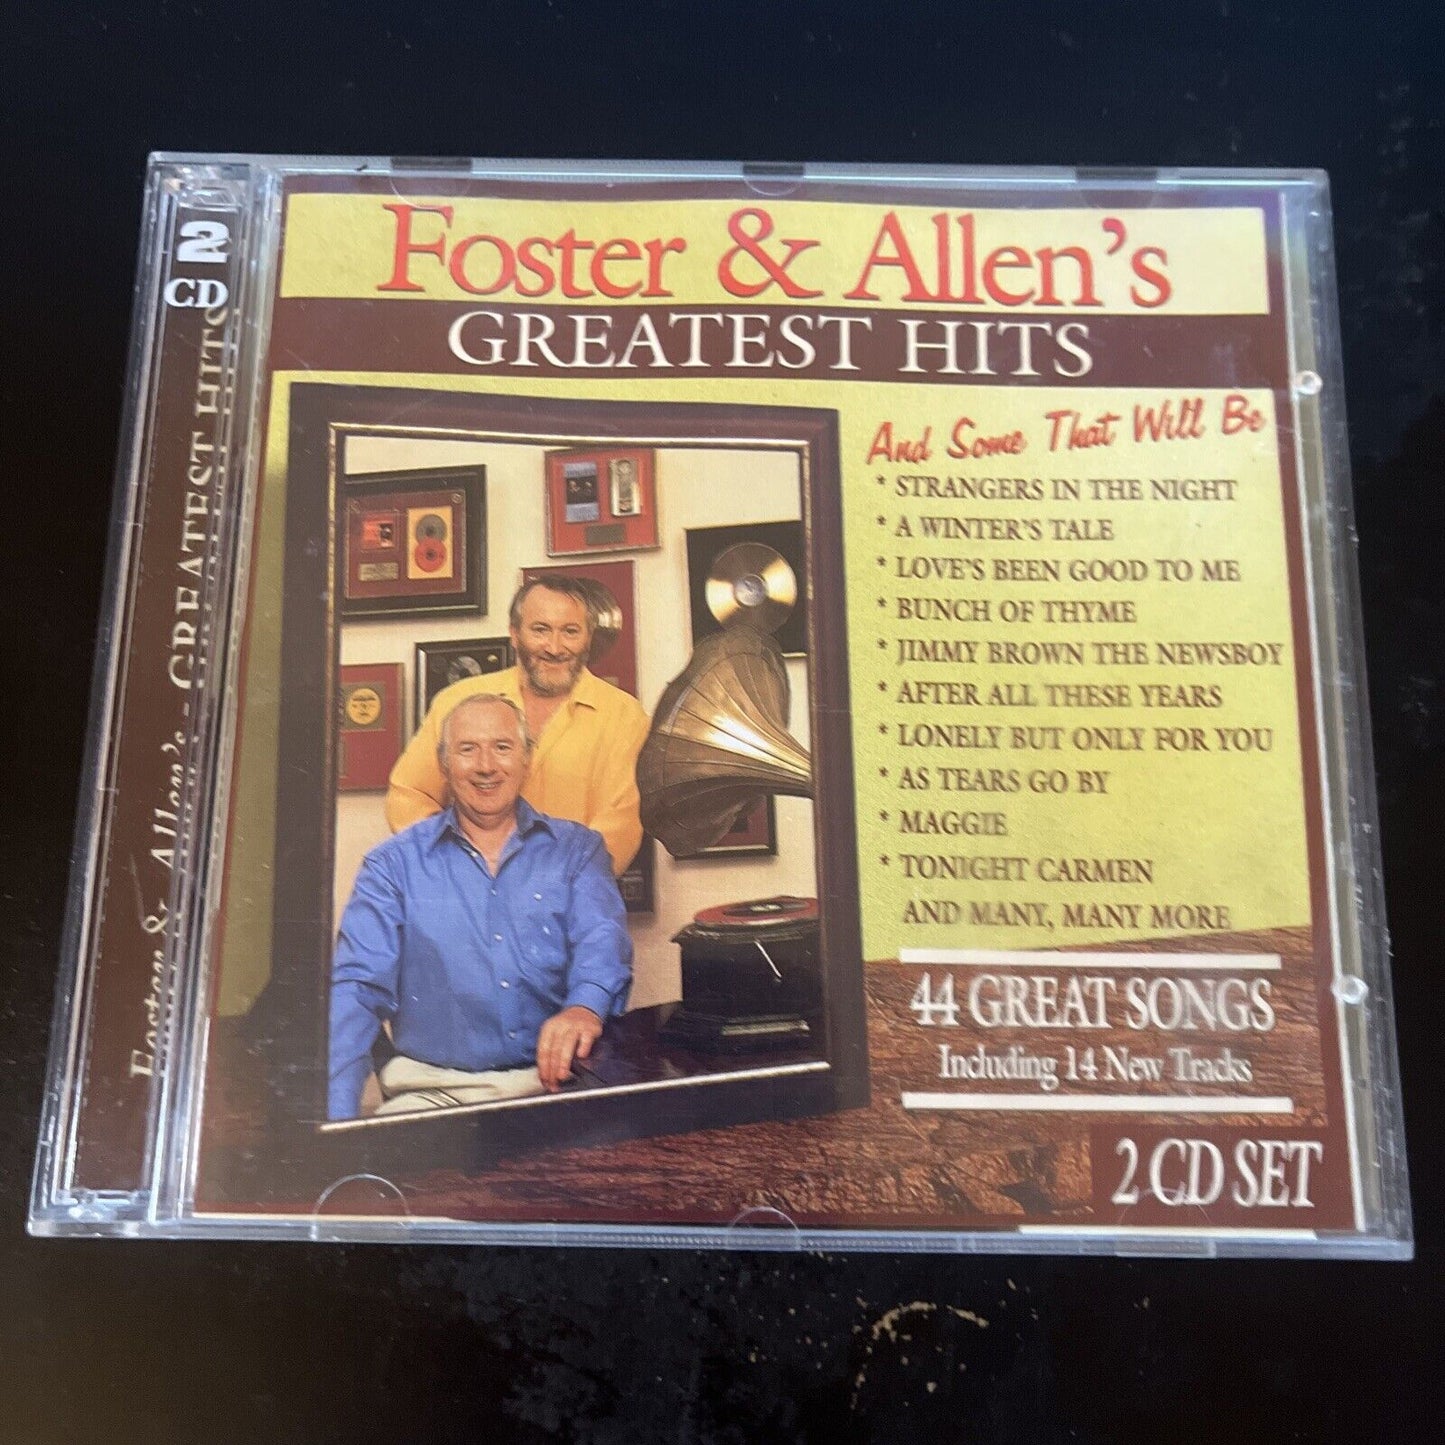 Foster & Allen's
GREATEST HITS
And Some That Will Be
* STRANGERS IN THE NIGHT
* A WINTER'S TALE
* LOVE'S BEEN GOOD TO ME
* BUNCH OF THYME
* JIMMY BROWN THE NEWSBOY
* AFTER ALL THESE YEARS
* LONELY BUT ONLY FOR YOU
* AS TEARS GO BY
* MAGGIE
* TONIGHT CARMEN
AND MANY, MANY MORE
44 GREAT SONGS
Including 14 New Tracks
2 CD SET
2
CD
Foster & Allen's - GREATEST HITS